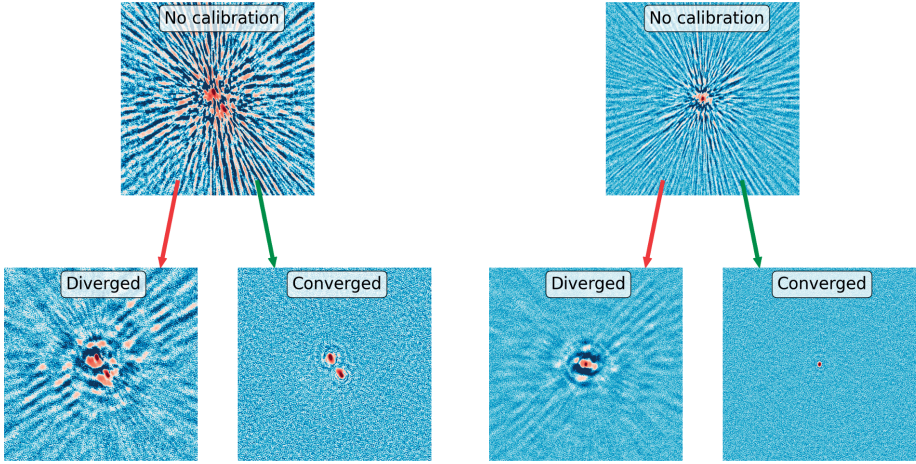 No calibration
No calibration
Diverged
Converged
Diverged
Converged